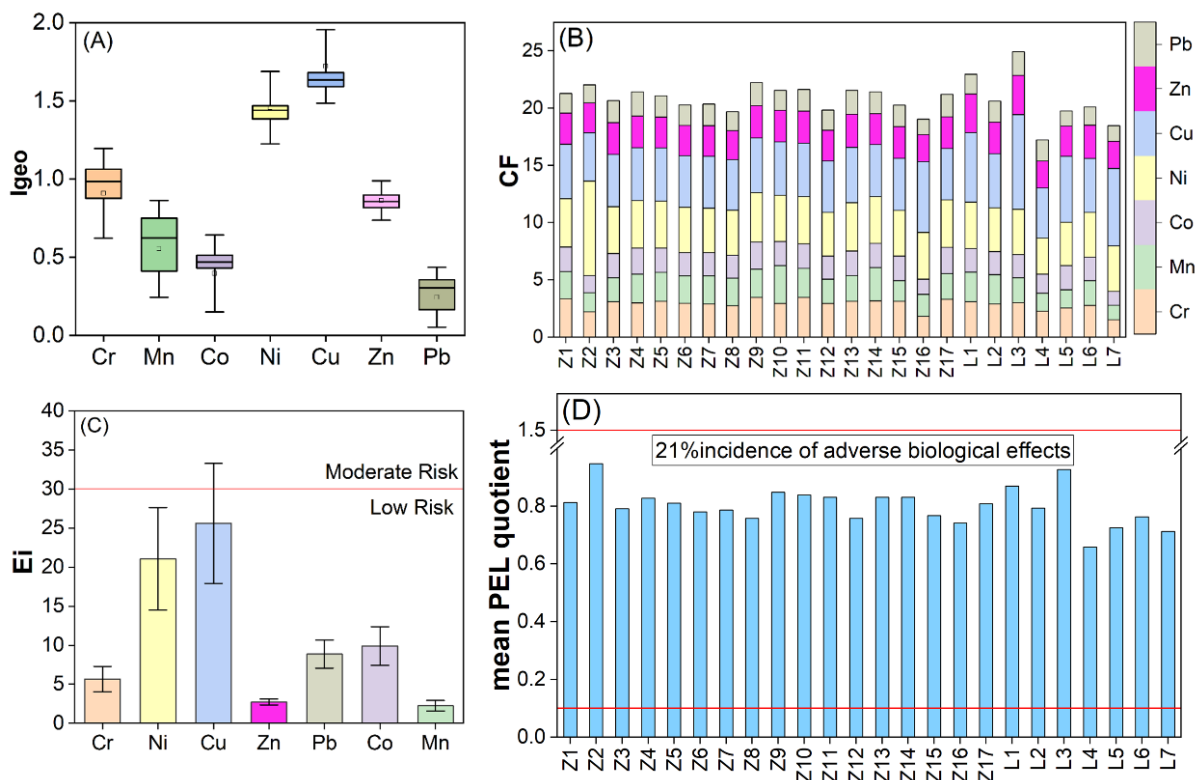 (A)
Igeo
2.0
1.5
1.0
0.5
0.0
Cr Mn Co Ni Cu Zn Pb
(B)
CF
25
20
15
10
5
0
Z1 Z2 Z3 Z4 Z5 Z6 Z7 Z8 Z9 Z10 Z11 Z12 Z13 Z14 Z15 Z16 Z17 L1 L2 L3 L4 L5 L6 L7
Pb
Zn
Cu
Ni
Co
Mn
Cr
(C)
Ei
40
35
30
25
20
15
10
5
0
Moderate Risk
Low Risk
Cr Ni Cu Zn Pb Co Mn
(D)
mean PEL quotient
1.5
0.8
0.6
0.4
0.2
0.0
21%incidence of adverse biological effects
Z1 Z2 Z3 Z4 Z5 Z6 Z7 Z8 Z9 Z10 Z11 Z12 Z13 Z14 Z15 Z16 Z17 L1 L2 L3 L4 L5 L6 L7